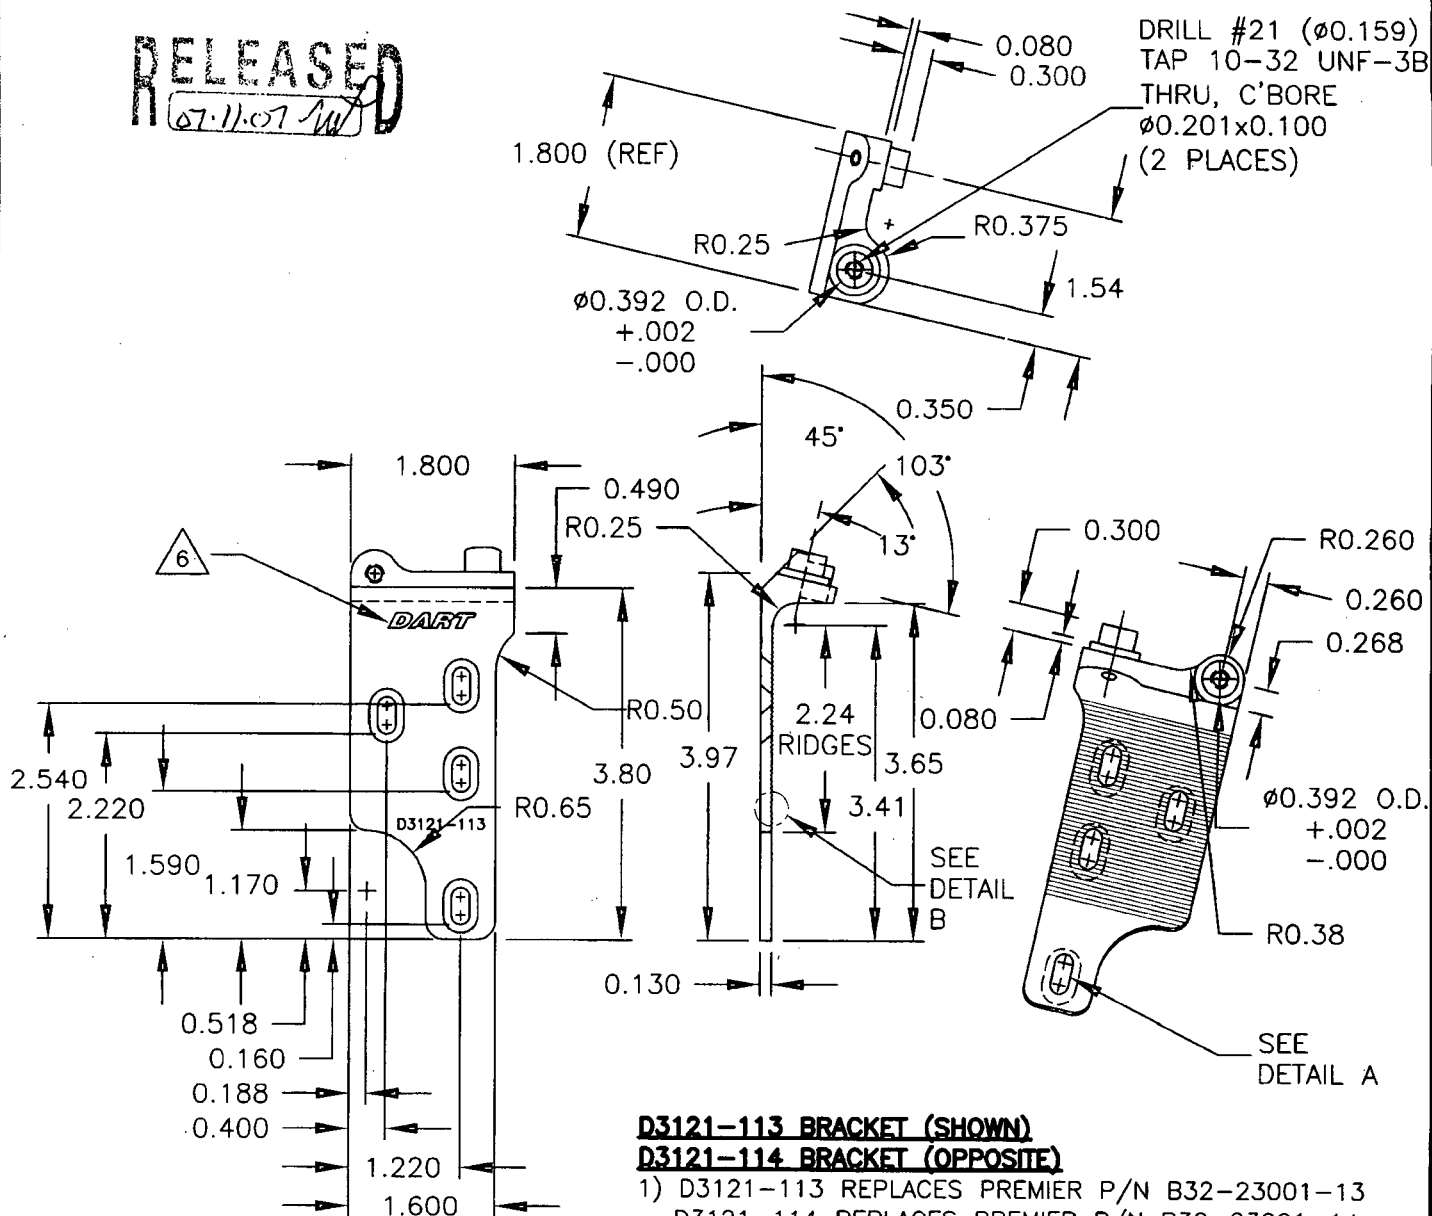 RELEASED
07.11.07
0.080
0.300
DRILL #21 (ø0.159)
TAP 10-32 UNF-3B
THRU, C'BORE
ø0.201x0.100
(2 PLACES)
1.800 (REF)
R0.25
R0.375
1.54
ø0.392 O.D.
+.002
-.000
0.350
45°
103°
13°
1.800
0.490
R0.25
6
DART
R0.50
2.540
2.220
1.590
1.170
D3121-113
R0.65
3.80
3.97
2.24
RIDGES
3.65
3.41
SEE
DETAIL
B
0.130
0.518
0.160
0.188
0.400
1.220
1.600
0.300
R0.260
0.260
0.268
0.080
ø0.392 O.D.
+.002
-.000
R0.38
SEE
DETAIL A
D3121-113 BRACKET (SHOWN)
D3121-114 BRACKET (OPPOSITE)
1) D3121-113 REPLACES PREMIER P/N B32-23001-13